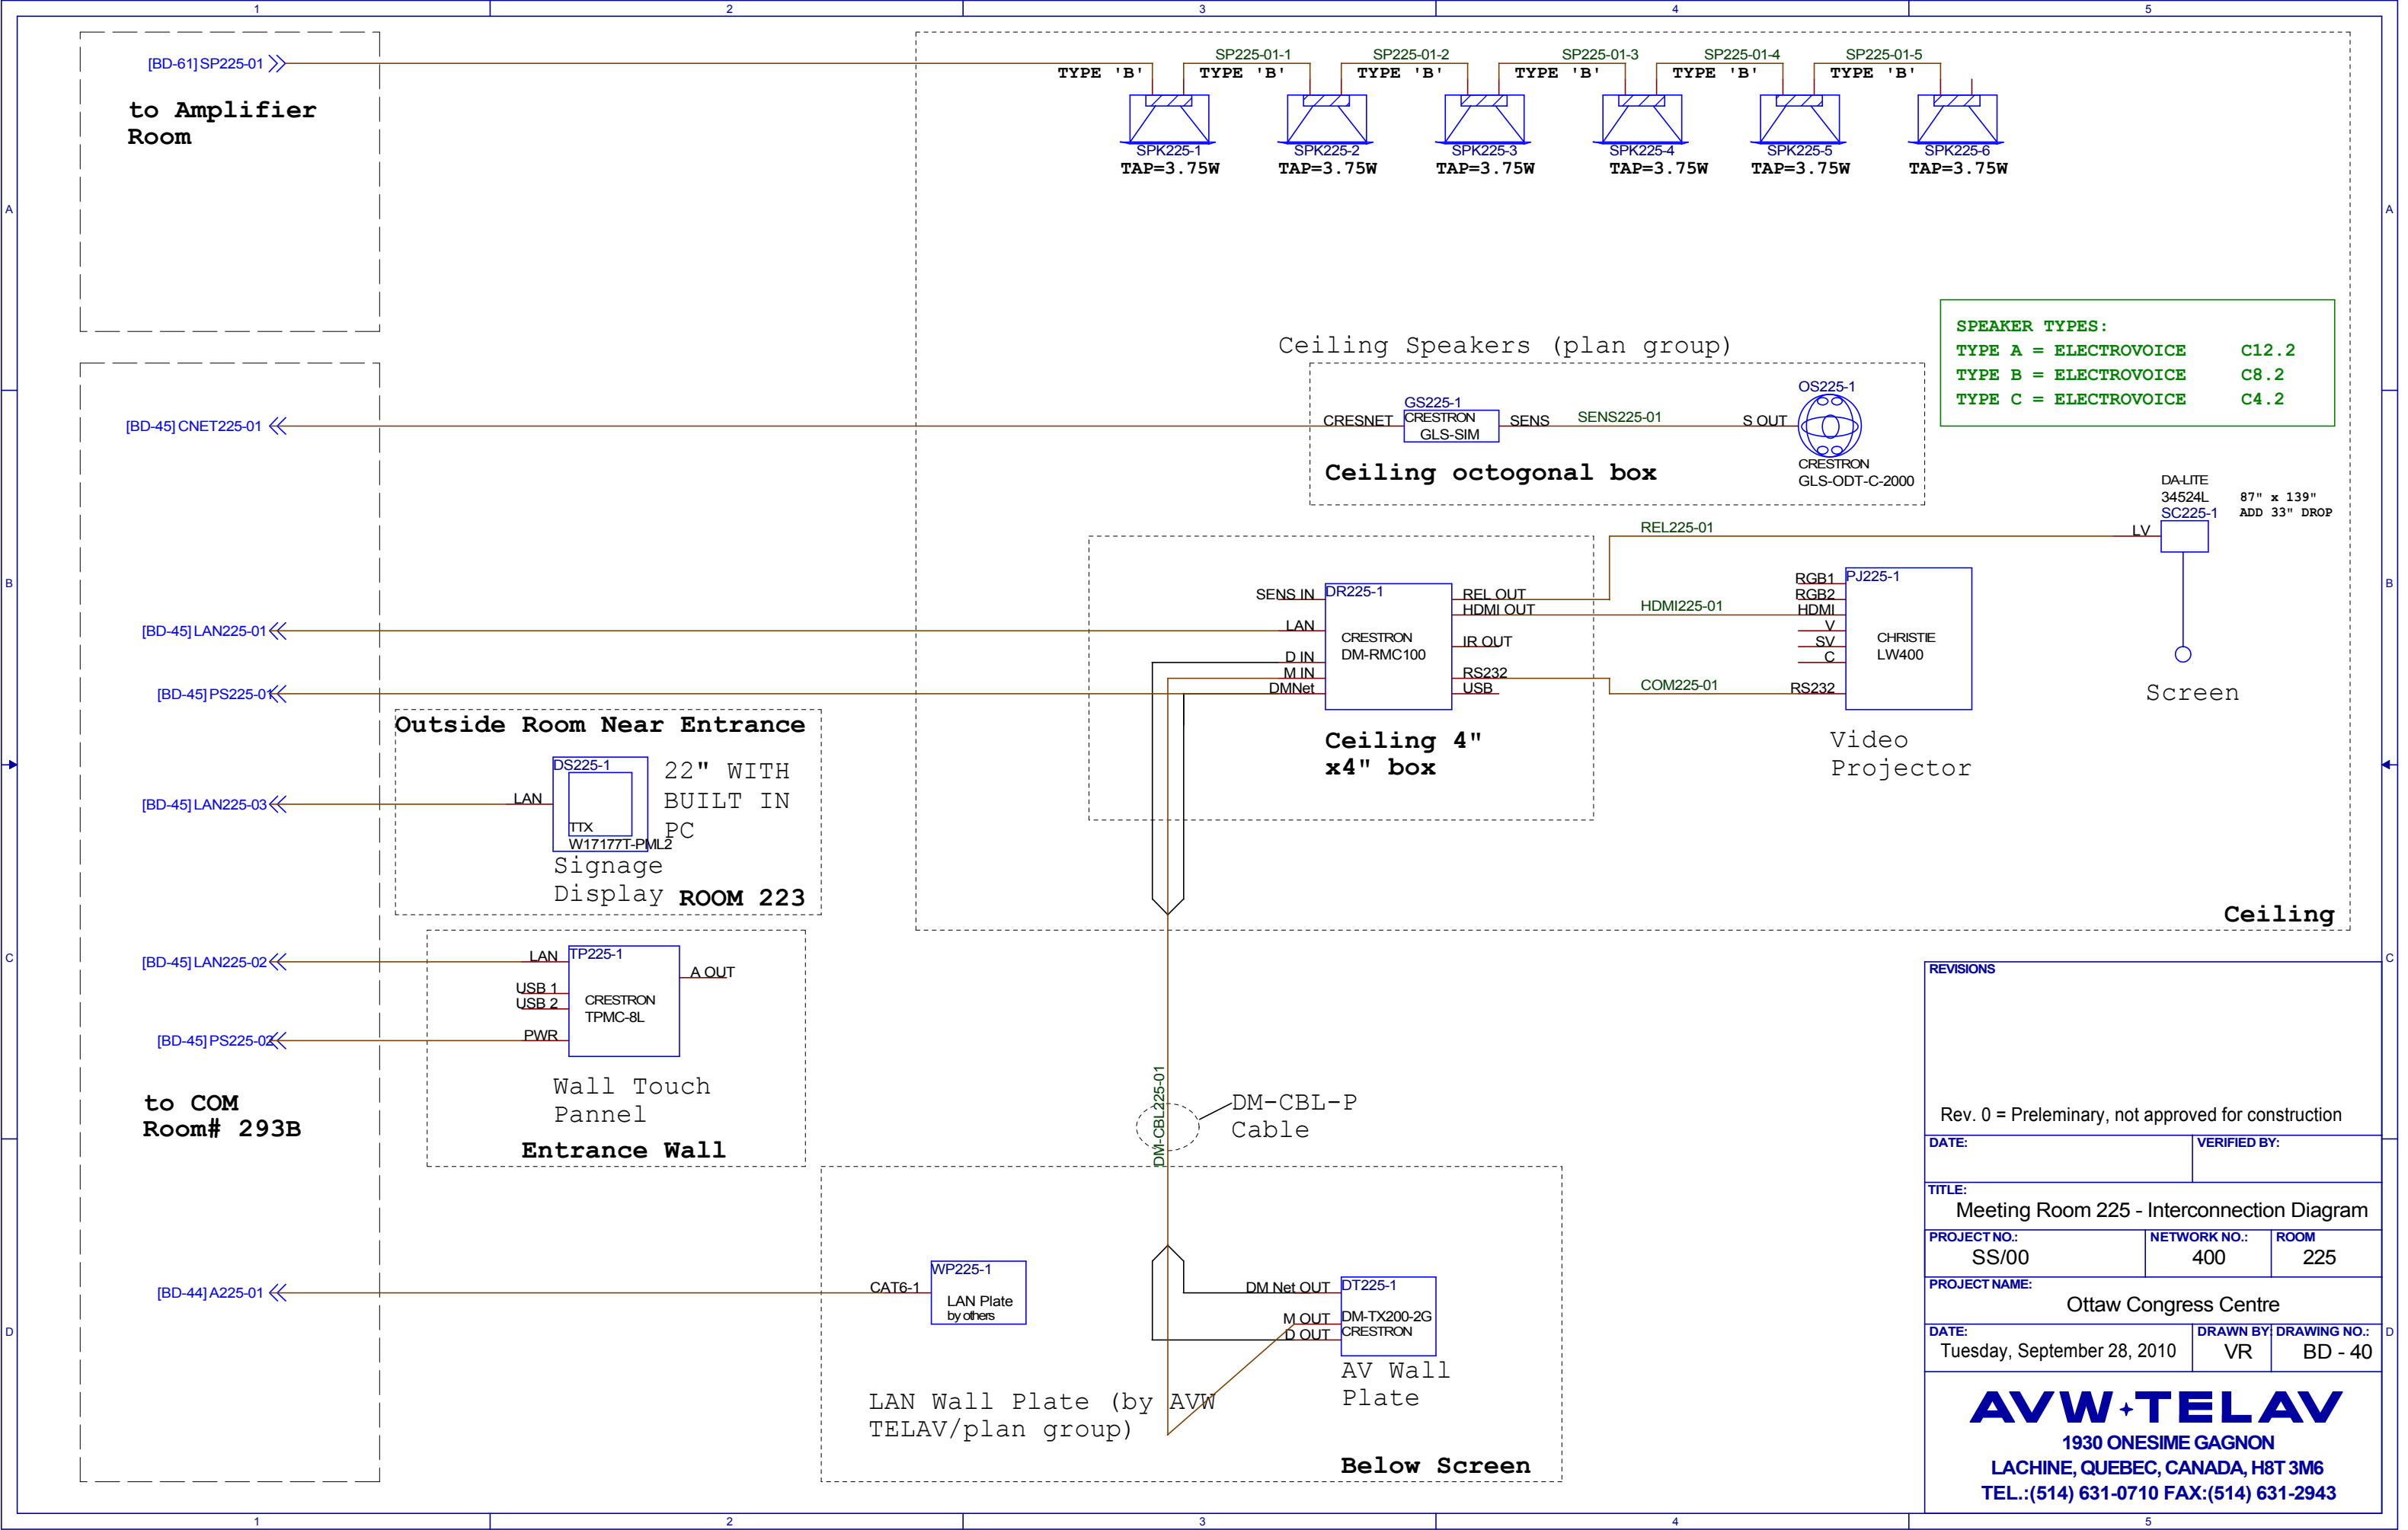 1 2 3 4 5
[BD-61] SP225-01
to Amplifier
Room
SP225-01-1 SP225-01-2 SP225-01-3 SP225-01-4 SP225-01-5
TYPE 'B' TYPE 'B' TYPE 'B' TYPE 'B' TYPE 'B' TYPE 'B'
SPK225-1 SPK225-2 SPK225-3 SPK225-4 SPK225-5 SPK225-6
TAP=3.75W TAP=3.75W TAP=3.75W TAP=3.75W TAP=3.75W TAP=3.75W
A A
Ceiling Speakers (plan group)
SPEAKER TYPES:
TYPE A = ELECTROVOICE C12.2
TYPE B = ELECTROVOICE C8.2
TYPE C = ELECTROVOICE C4.2
[BD-45] CNET225-01
CRESNET
GS225-1
CRESTRON
GLS-SIM
SENS
SENS225-01
S OUT
OS225-1
CRESTRON
GLS-ODT-C-2000
Ceiling octogonal box
DA-LITE
34524L
SC225-1
87" x 139"
ADD 33" DROP
LV
Screen
REL225-01
B B
[BD-45] LAN225-01
[BD-45] PS225-01
SENS IN
LAN
D IN
M IN
DMNet
DR225-1
CRESTRON
DM-RMC100
REL OUT
HDMI OUT
IR OUT
RS232
USB
Ceiling 4"
x4" box
HDMI225-01
COM225-01
RGB1
RGB2
HDMI
V
SV
C
RS232
PJ225-1
CHRISTIE
LW400
Video
Projector
Outside Room Near Entrance
[BD-45] LAN225-03
LAN
DS225-1
TTX
W17177T-PML2
22" WITH
BUILT IN
PC
Signage
Display
ROOM 223
Ceiling
C C
[BD-45] LAN225-02
[BD-45] PS225-02
LAN
USB 1
USB 2
PWR
TP225-1
CRESTRON
TPMC-8L
A OUT
Wall Touch
Pannel
Entrance Wall
to COM
Room# 293B
DM-CBL225-01
DM-CBL-P
Cable
[BD-44] A225-01
CAT6-1
WP225-1
LAN Plate
by others
LAN Wall Plate (by AVW
TELAV/plan group)
DM Net OUT
M OUT
D OUT
DT225-1
DM-TX200-2G
CRESTRON
AV Wall
Plate
Below Screen
D D
REVISIONS
Rev. 0 = Preleminary, not approved for construction
DATE: VERIFIED BY:
TITLE:
Meeting Room 225 - Interconnection Diagram
PROJECT NO.: NETWORK NO.: ROOM
SS/00 400 225
PROJECT NAME:
Ottaw Congress Centre
DATE: DRAWN BY: DRAWING NO.:
Tuesday, September 28, 2010 VR BD - 40
AVW TELAV
1930 ONESIME GAGNON
LACHINE, QUEBEC, CANADA, H8T 3M6
TEL.:(514) 631-0710 FAX:(514) 631-2943
1 2 3 4 5